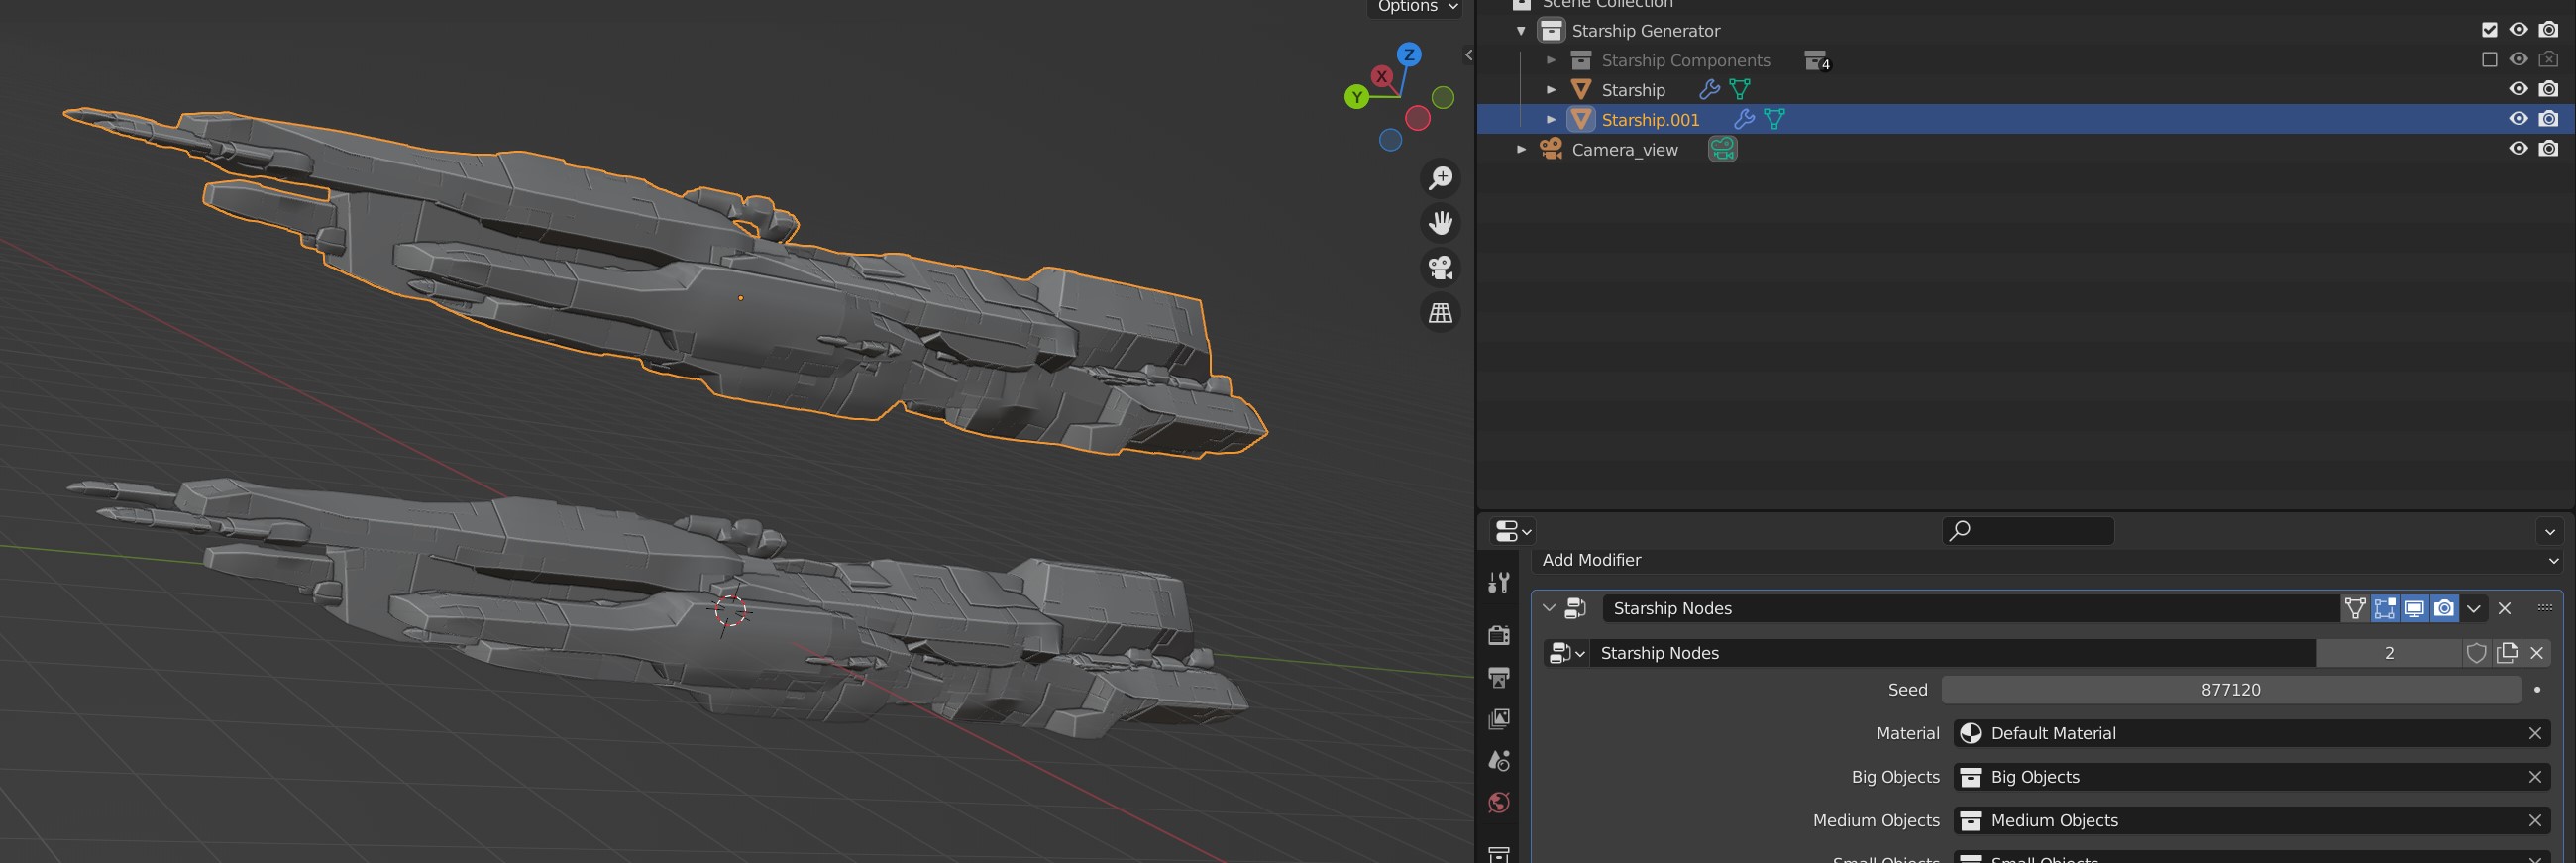 Options
Z
X
Y
Scene Collection
Starship Generator
Starship Components 4
Starship
Starship.001
Camera_view
Add Modifier
Starship Nodes
Starship Nodes 2
Seed 877120
Material Default Material
Big Objects Big Objects
Medium Objects Medium Objects
Small Objects Small Objects